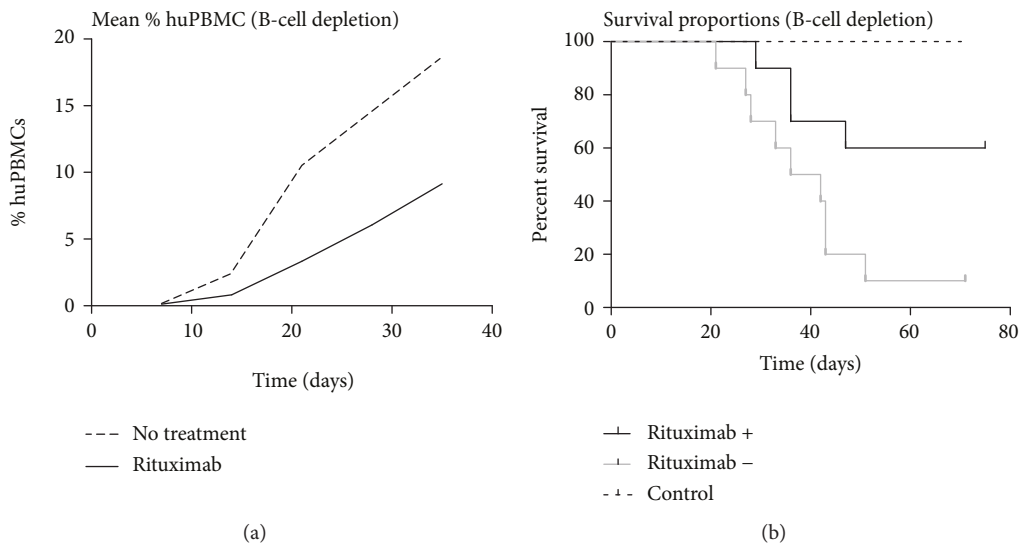 Mean % huPBMC (B-cell depletion)
20
15
10
5
0
% huPBMCs
0 10 20 30 40
Time (days)
No treatment
Rituximab
(a)
Survival proportions (B-cell depletion)
100
80
60
40
20
0
Percent survival
0 20 40 60 80
Time (days)
Rituximab +
Rituximab −
Control
(b)